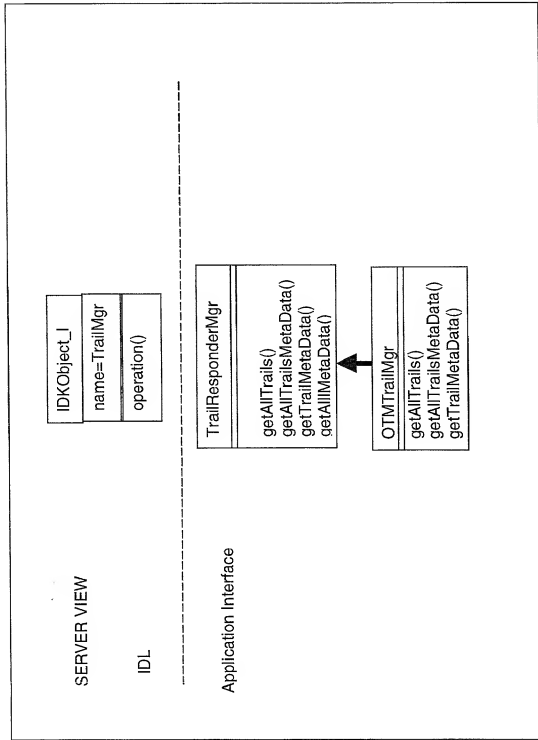 SERVER VIEW
IDL
IDKObject_I
name=TrailMgr
operation()
Application Interface
TrailResponderMgr
getAllTrails()
getAllTrailsMetaData()
getTrailMetaData()
getAllMetaData()
OTMTrailMgr
getAllTrails()
getAllTrailsMetaData()
getTrailMetaData()